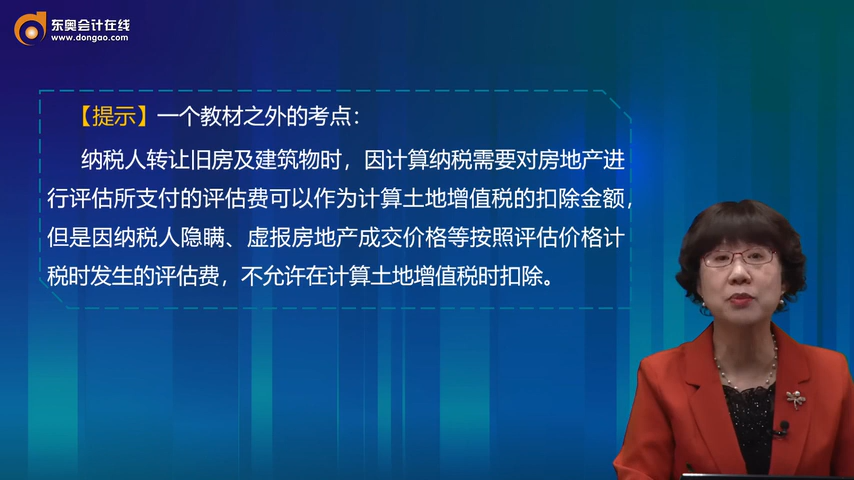 东奥会计在线
www.dongao.com
【提示】一个教材之外的考点：
纳税人转让旧房及建筑物时，因计算纳税需要对房地产进
行评估所支付的评估费可以作为计算土地增值税的扣除金额，
但是因纳税人隐瞒、虚报房地产成交价格等按照评估价格计
税时发生的评估费，不允许在计算土地增值税时扣除。